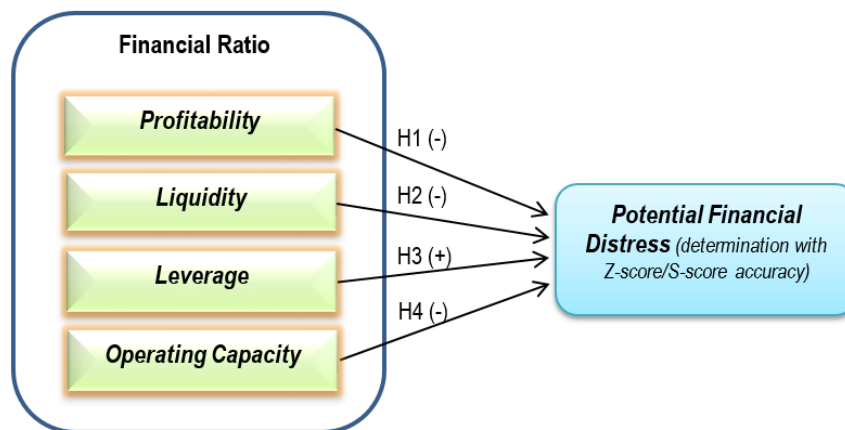 Financial Ratio
Profitability
H1 (-)
Liquidity
H2 (-)
Leverage
H3 (+)
Operating Capacity
H4 (-)
Potential Financial
Distress (determination with
Z-score/S-score accuracy)